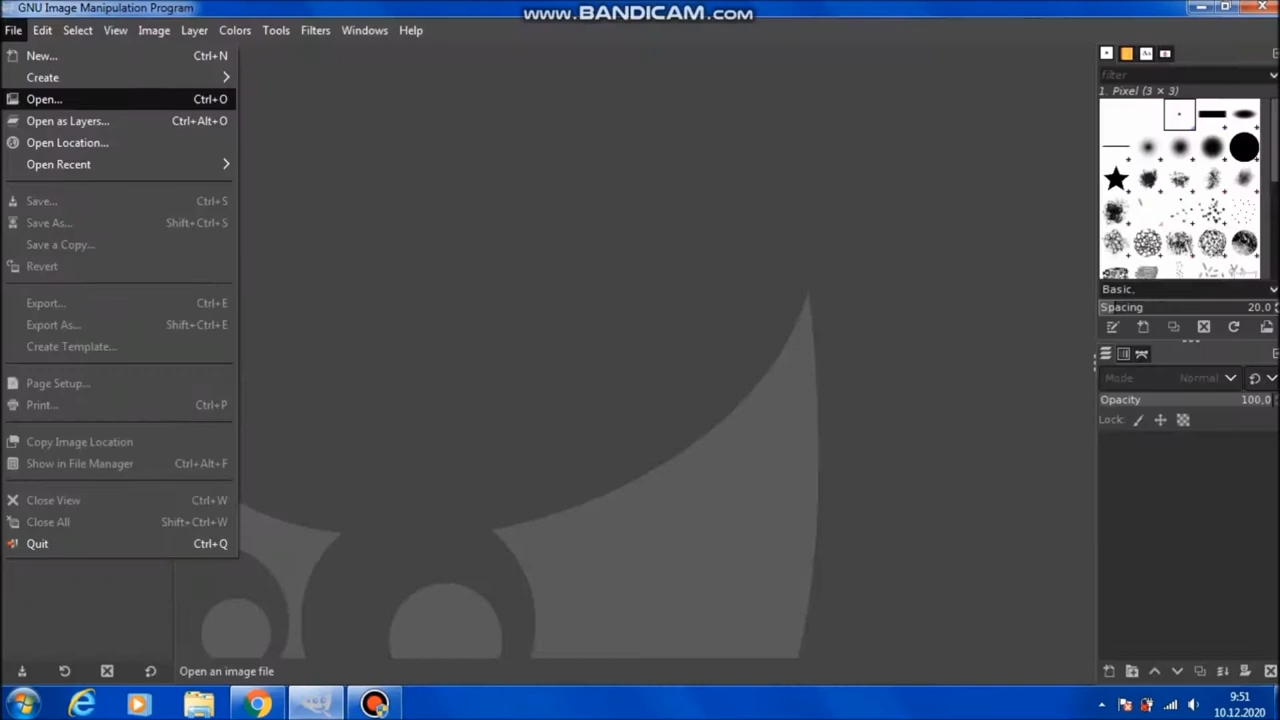 GNU Image Manipulation Program
www.BANDICAM.com
File Edit Select View Image Layer Colors Tools Filters Windows Help
New... Ctrl+N
Create
Open... Ctrl+O
Open as Layers... Ctrl+Alt+O
Open Location...
Open Recent
Save... Ctrl+S
Save As... Shift+Ctrl+S
Save a Copy...
Revert
Export... Ctrl+E
Export As... Shift+Ctrl+E
Create Template...
Page Setup...
Print... Ctrl+P
Copy Image Location
Show in File Manager Ctrl+Alt+F
Close View Ctrl+W
Close All Shift+Ctrl+W
Quit Ctrl+Q
filter
1. Pixel (3 × 3)
Basic,
Spacing 20,0
Mode Normal
Opacity 100,0
Lock:
Open an image file
9:51
10.12.2020